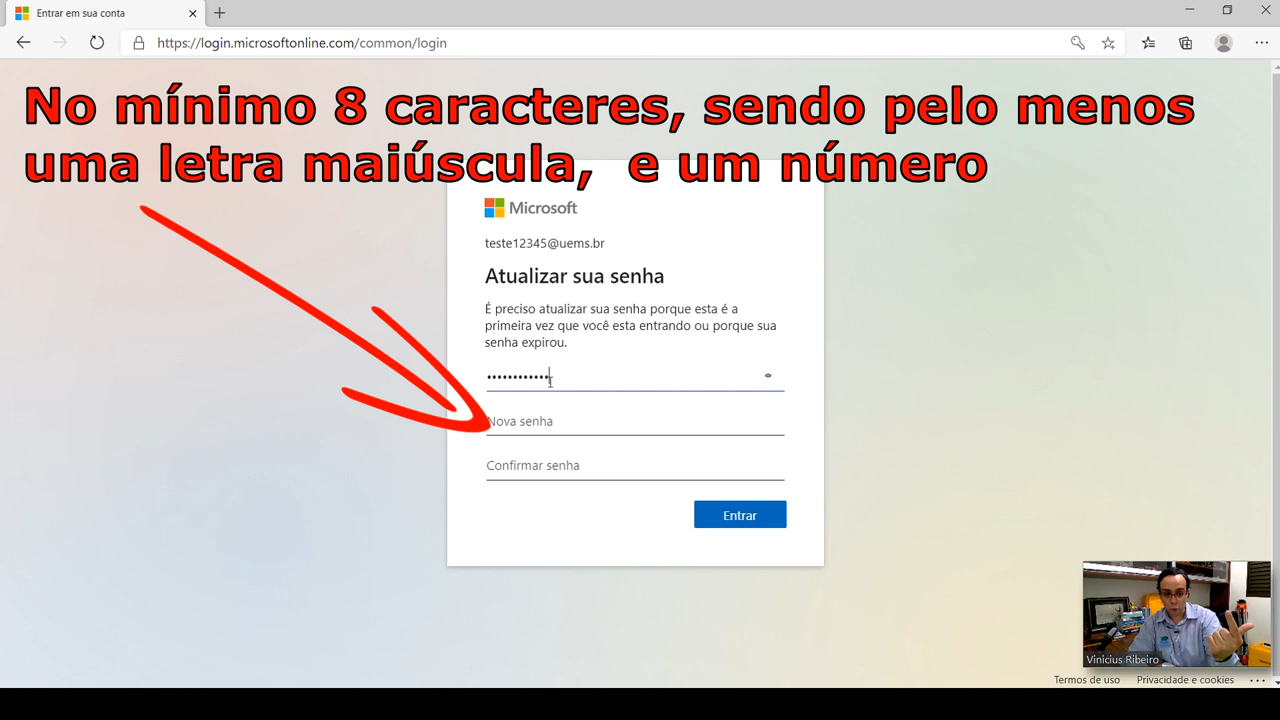 Entrar em sua conta
https://login.microsoftonline.com/common/login
No mínimo 8 caracteres, sendo pelo menos
uma letra maiúscula,  e um número
Microsoft
teste12345@uems.br
Atualizar sua senha
É preciso atualizar sua senha porque esta é a
primeira vez que você esta entrando ou porque sua
senha expirou.
••••••••••••
Nova senha
Confirmar senha
Entrar
Vinicius Ribeiro
Termos de uso Privacidade e cookies ...